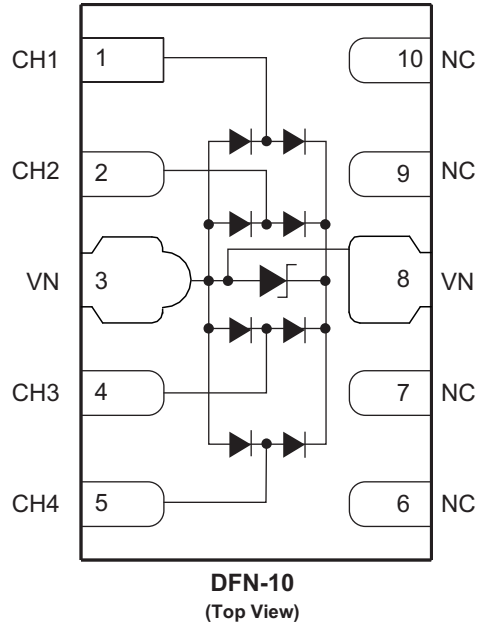 CH1 1 10 NC
CH2 2 9 NC
VN 3 8 VN
CH3 4 7 NC
CH4 5 6 NC
DFN-10
(Top View)